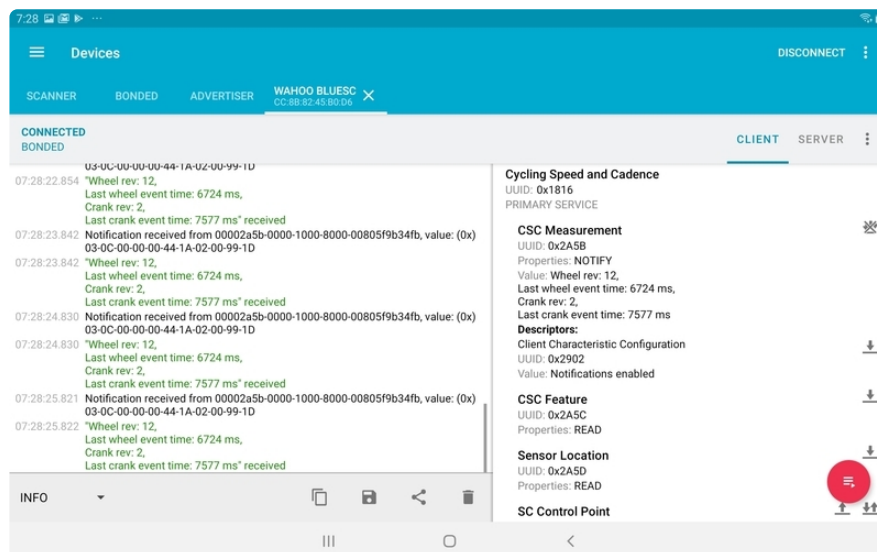 7:28
Devices
DISCONNECT
SCANNER
BONDED
ADVERTISER
WAHOO BLUESC
CC:8B:82:45:B0:D6
CONNECTED
BONDED
CLIENT
SERVER
03-0C-00-00-00-44-1A-02-00-99-1D
07:28:22.854 "Wheel rev: 12,
Last wheel event time: 6724 ms,
Crank rev: 2,
Last crank event time: 7577 ms" received
07:28:23.842 Notification received from 00002a5b-0000-1000-8000-00805f9b34fb, value: (0x)
03-0C-00-00-00-44-1A-02-00-99-1D
07:28:23.842 "Wheel rev: 12,
Last wheel event time: 6724 ms,
Crank rev: 2,
Last crank event time: 7577 ms" received
07:28:24.830 Notification received from 00002a5b-0000-1000-8000-00805f9b34fb, value: (0x)
03-0C-00-00-00-44-1A-02-00-99-1D
07:28:24.830 "Wheel rev: 12,
Last wheel event time: 6724 ms,
Crank rev: 2,
Last crank event time: 7577 ms" received
07:28:25.821 Notification received from 00002a5b-0000-1000-8000-00805f9b34fb, value: (0x)
03-0C-00-00-00-44-1A-02-00-99-1D
07:28:25.822 "Wheel rev: 12,
Last wheel event time: 6724 ms,
Crank rev: 2,
Last crank event time: 7577 ms" received
INFO
Cycling Speed and Cadence
UUID: 0x1816
PRIMARY SERVICE
CSC Measurement
UUID: 0x2A5B
Properties: NOTIFY
Value: Wheel rev: 12,
Last wheel event time: 6724 ms,
Crank rev: 2,
Last crank event time: 7577 ms
Descriptors:
Client Characteristic Configuration
UUID: 0x2902
Value: Notifications enabled
CSC Feature
UUID: 0x2A5C
Properties: READ
Sensor Location
UUID: 0x2A5D
Properties: READ
SC Control Point